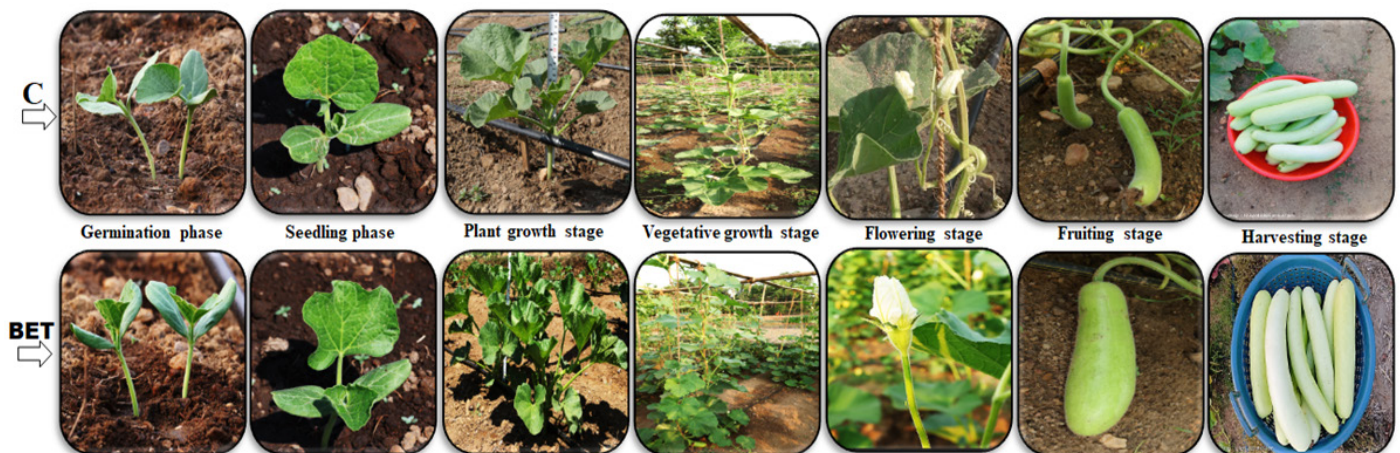 C
Germination phase
Seedling phase
Plant growth stage
Vegetative growth stage
Flowering stage
Fruiting stage
Harvesting stage
BET